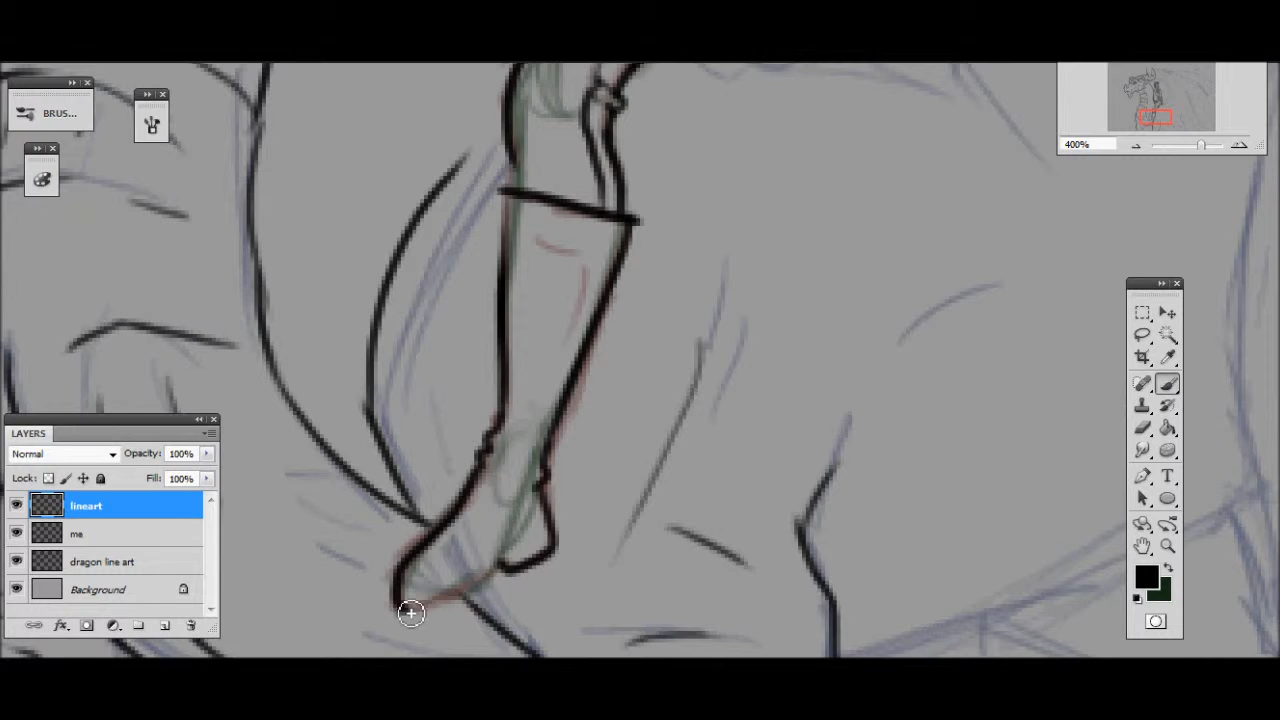 BRUS...
400%
LAYERS
Normal
Opacity: 100%
Lock:
Fill: 100%
lineart
me
dragon line art
Background